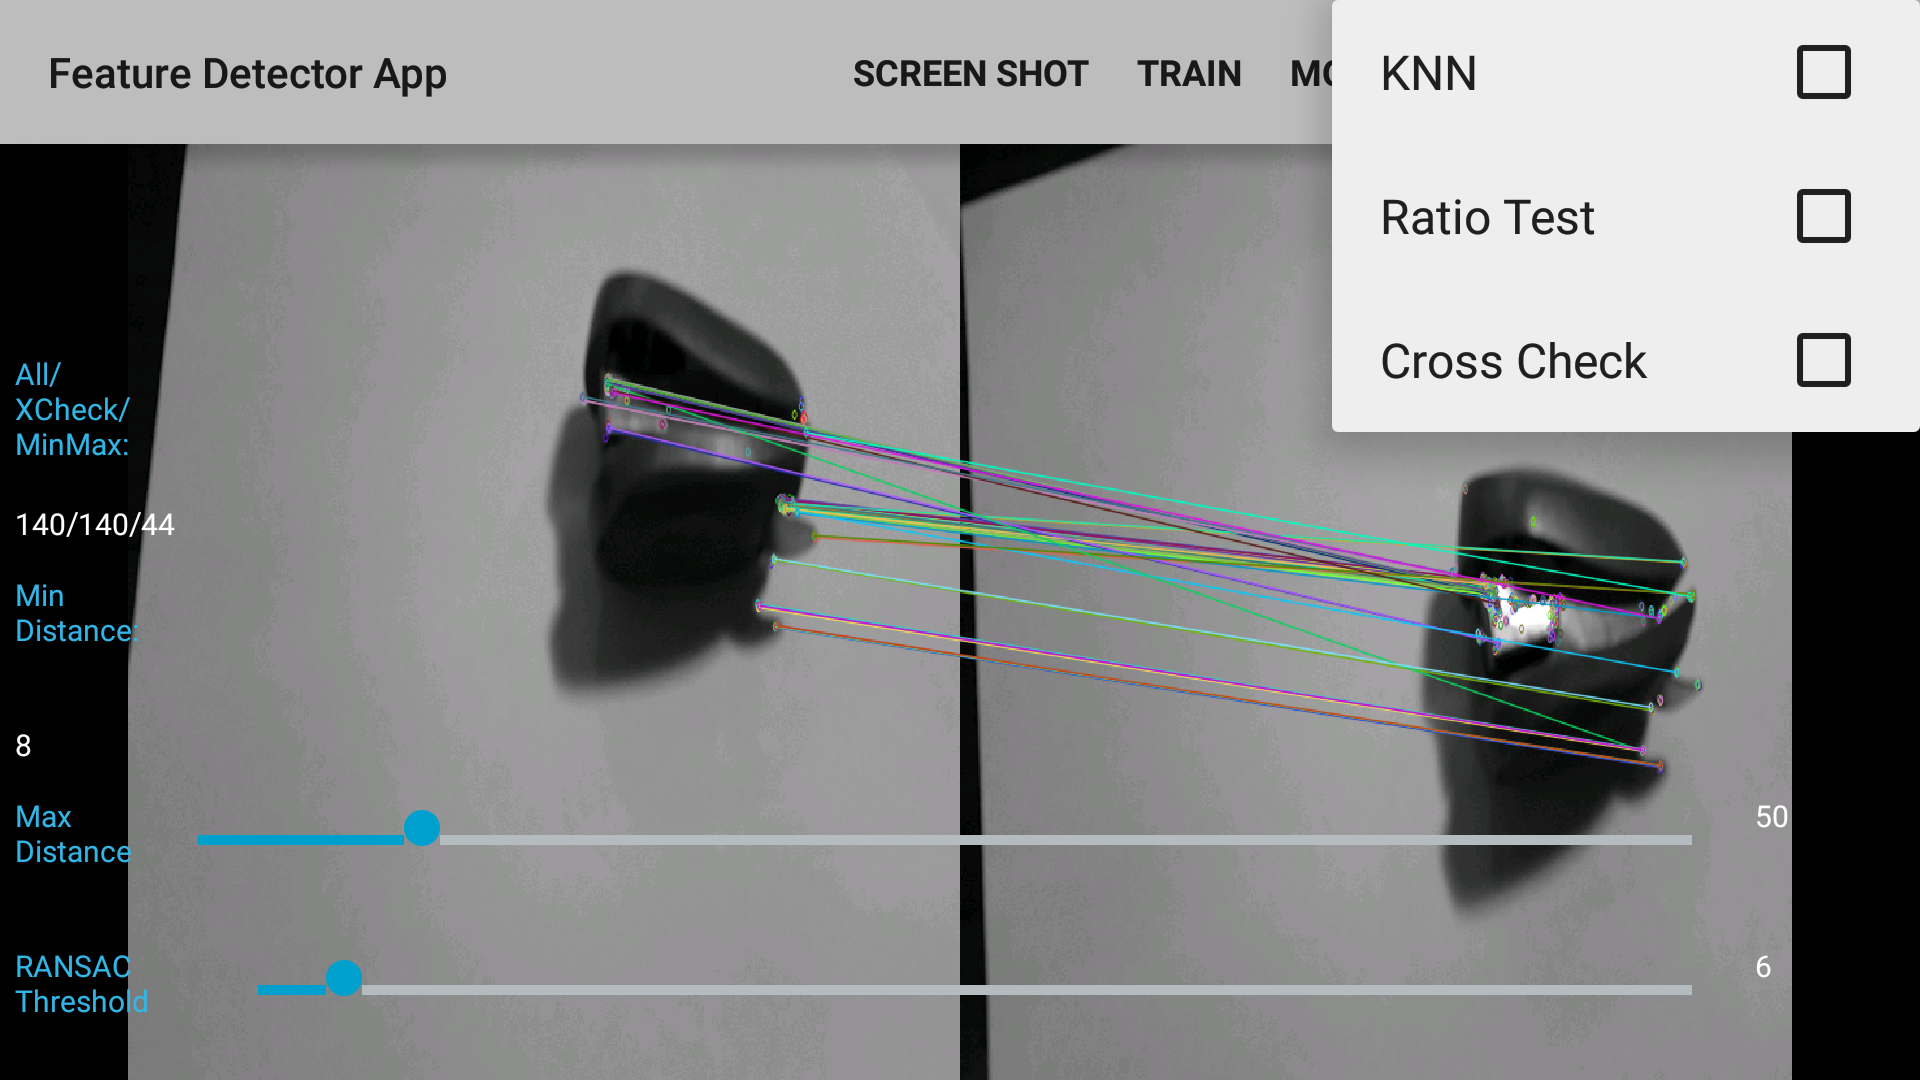 Feature Detector App
SCREEN SHOT
TRAIN
KNN
Ratio Test
Cross Check
All/
XCheck/
MinMax:
140/140/44
Min
Distance:
8
Max
Distance
50
RANSAC
Threshold
6